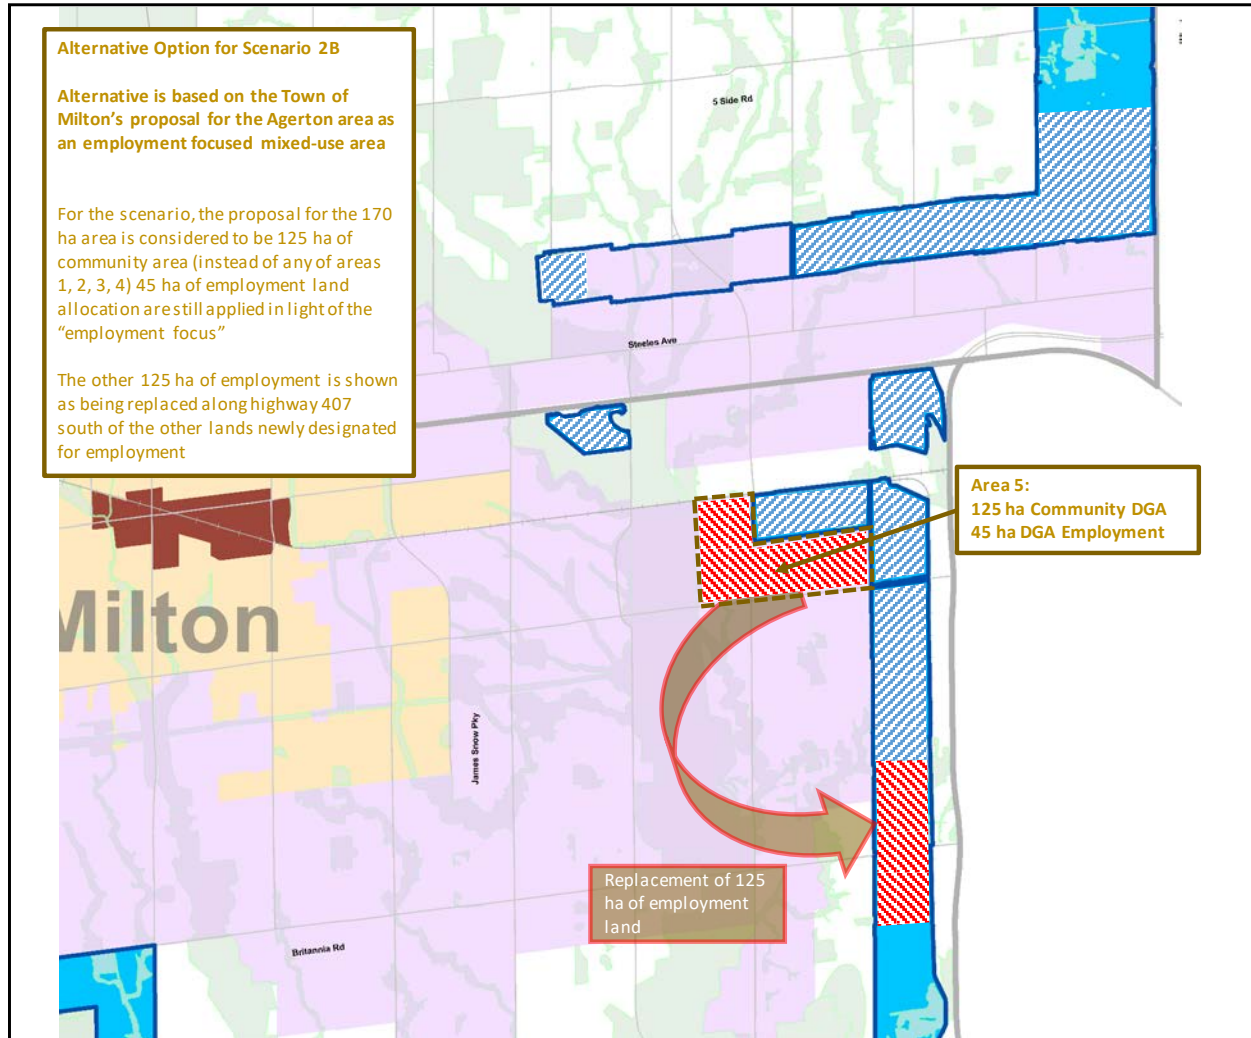 Alternative Option for Scenario 2B
Alternative is based on the Town of
Milton's proposal for the Agerton area as
an employment focused mixed-use area
For the scenario, the proposal for the 170
ha area is considered to be 125 ha of
community area (instead of any of areas
1, 2, 3, 4) 45 ha of employment land
allocation are still applied in light of the
“employment focus”
The other 125 ha of employment is shown
as being replaced along highway 407
south of the other lands newly designated
for employment
5 Side Rd
Steeles Ave
Area 5:
125 ha Community DGA
45 ha DGA Employment
Milton
James Snow Pky
Replacement of 125
ha of employment
land
Britannia Rd